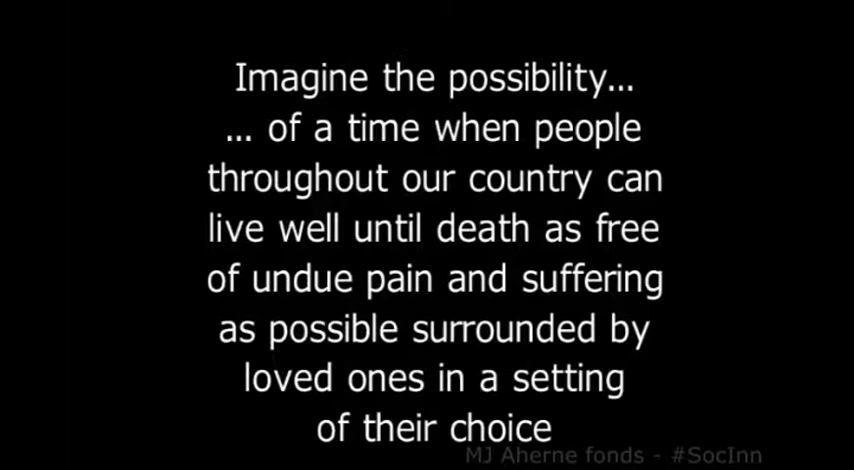 Imagine the possibility...
... of a time when people
throughout our country can
live well until death as free
of undue pain and suffering
as possible surrounded by
loved ones in a setting
of their choice
MJ Aherne fonds - #SocInn